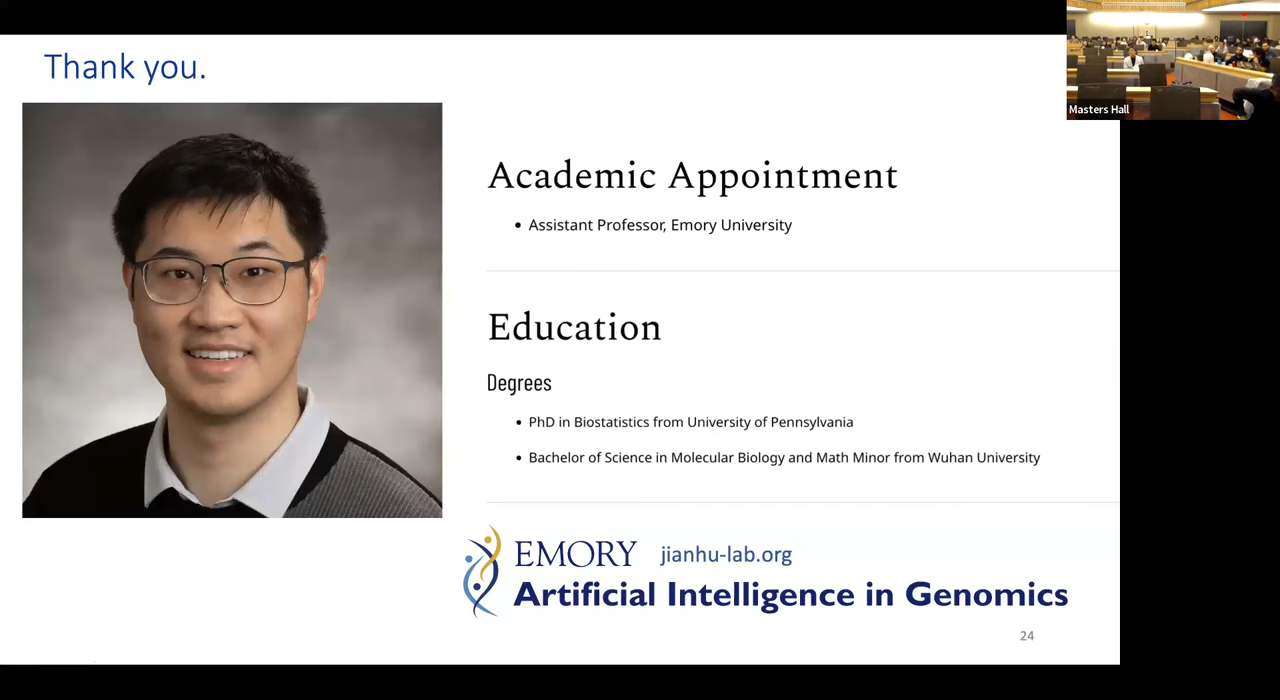 Thank you.
Masters Hall
Academic Appointment
• Assistant Professor, Emory University
Education
Degrees
• PhD in Biostatistics from University of Pennsylvania
• Bachelor of Science in Molecular Biology and Math Minor from Wuhan University
EMORY jianhu-lab.org
Artificial Intelligence in Genomics
24